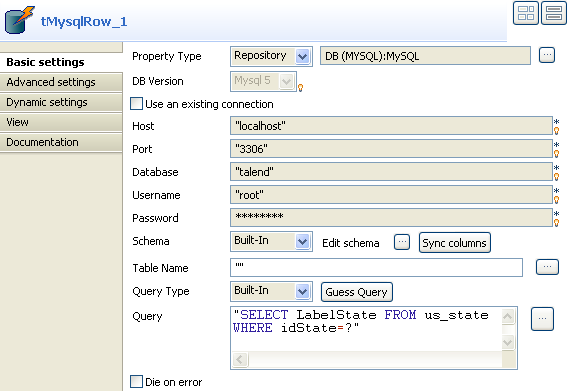 tMysqlRow_1
Basic settings
Advanced settings
Dynamic settings
View
Documentation
Property Type Repository DB (MYSQL):MySQL ...
DB Version Mysql 5
Use an existing connection
Host "localhost" *
Port "3306" *
Database "talend" *
Username "root" *
Password ******** *
Schema Built-In Edit schema ... Sync columns
Table Name "" ...
Query Type Built-In Guess Query
Query "SELECT LabelState FROM us_state ...
WHERE idState=?"
Die on error